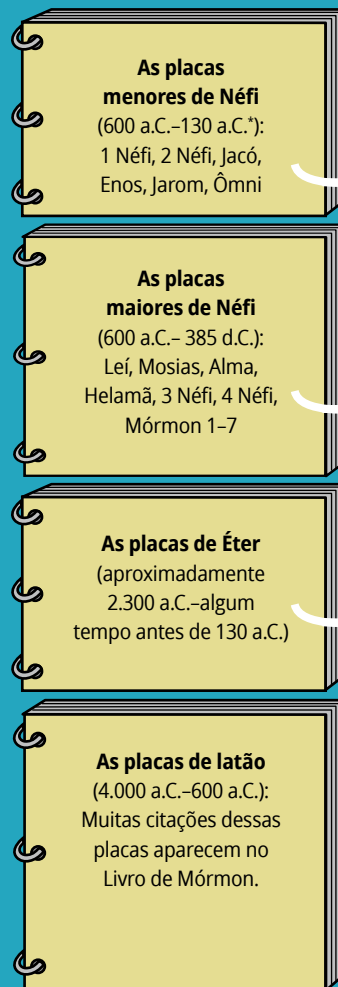 As placas
menores de Néfi
(600 a.C.–130 a.C.*):
1 Néfi, 2 Néfi, Jacó,
Enos, Jarom, Ômni
As placas
maiores de Néfi
(600 a.C.– 385 d.C.):
Leí, Mosias, Alma,
Helamã, 3 Néfi, 4 Néfi,
Mórmon 1–7
As placas de Éter
(aproximadamente
2.300 a.C.–algum
tempo antes de 130 a.C.)
As placas de latão
(4.000 a.C.–600 a.C.):
Muitas citações dessas
placas aparecem no
Livro de Mórmon.